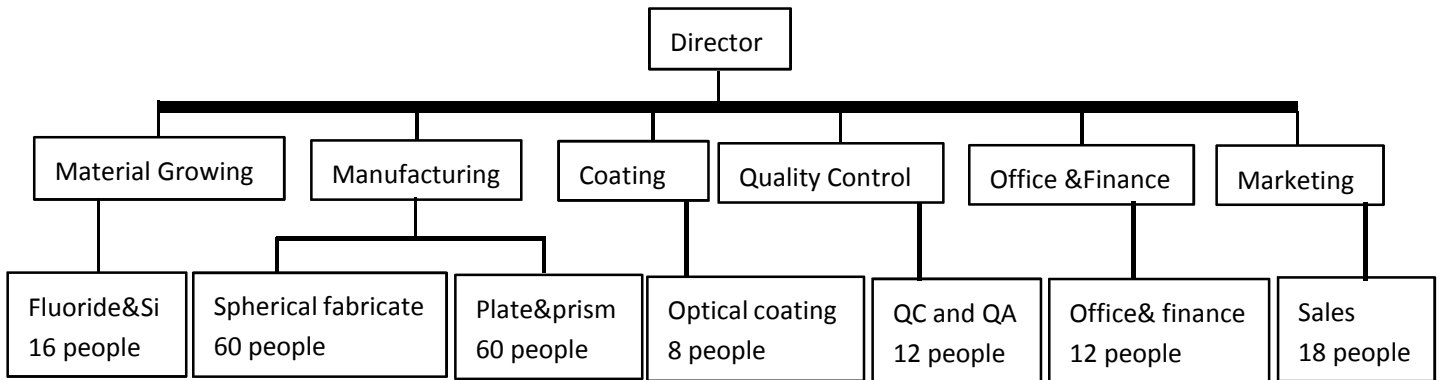 Director
Material Growing
Manufacturing
Coating
Quality Control
Office &Finance
Marketing
Fluoride&Si
16 people
Spherical fabricate
60 people
Plate&prism
60 people
Optical coating
8 people
QC and QA
12 people
Office& finance
12 people
Sales
18 people